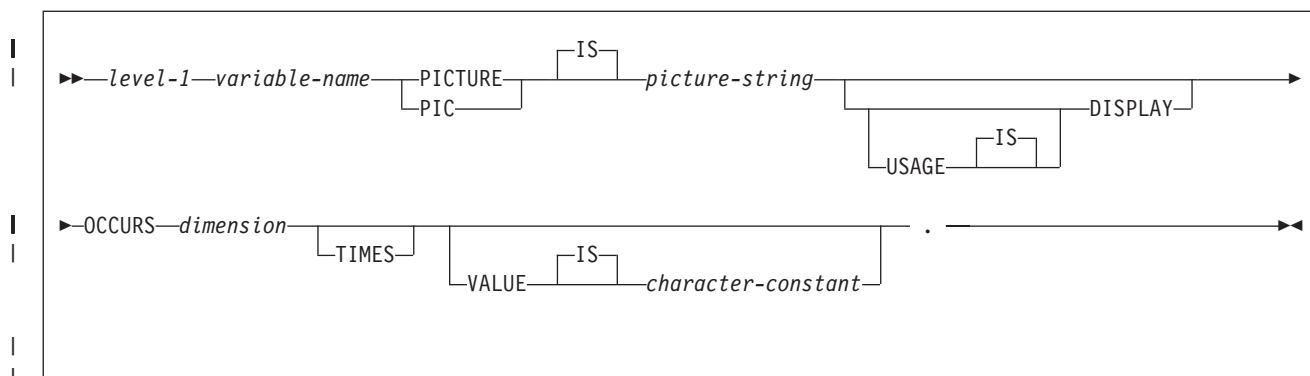 IS
level-1 variable-name PICTURE picture-string
PIC DISPLAY
IS
USAGE
OCCURS dimension .
TIMES IS
VALUE character-constant